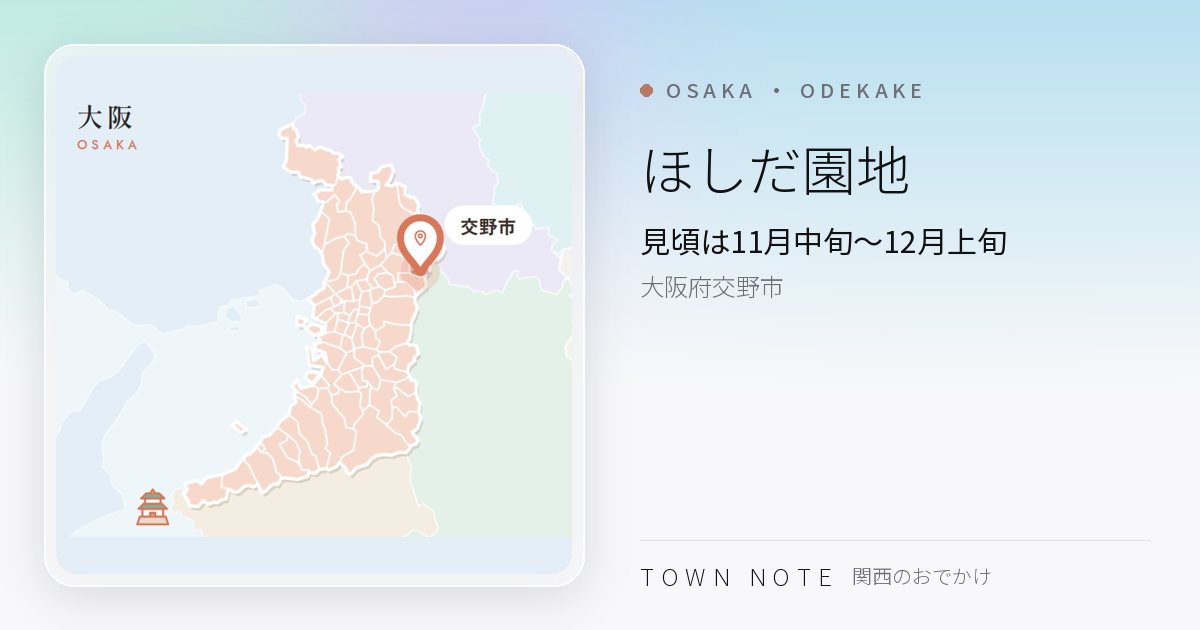 大阪
OSAKA
交野市
OSAKA・ODEKAKE
ほしだ園地
見頃は11月中旬〜12月上旬
大阪府交野市
TOWN NOTE 関西のおでかけ